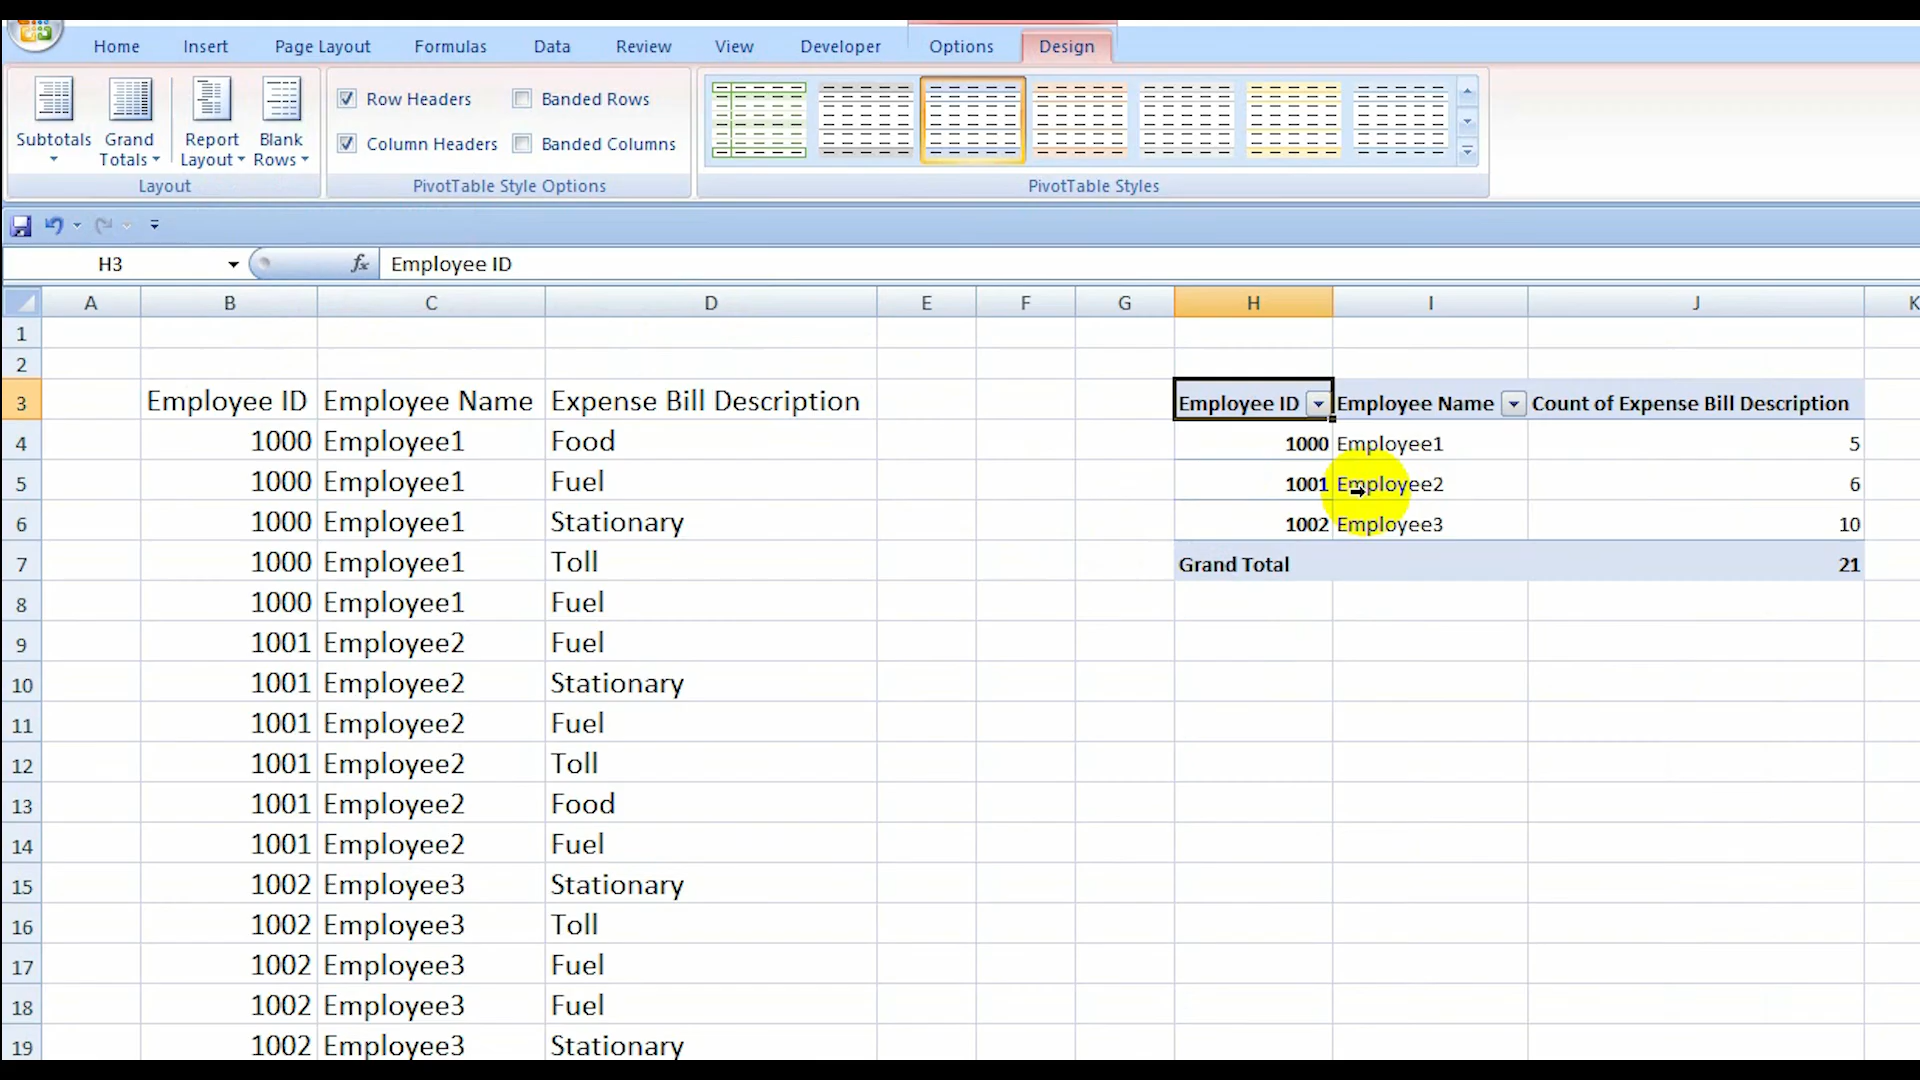 Home Insert Page Layout Formulas Data Review View Developer Options Design
Subtotals
Grand Totals
Report Layout
Blank Rows
Layout
Row Headers
Banded Rows
Column Headers
Banded Columns
PivotTable Style Options
PivotTable Styles
H3 fx Employee ID
A B C D E F G H I J K
1
2
3 Employee ID Employee Name Expense Bill Description Employee ID Employee Name Count of Expense Bill Description
4 1000 Employee1 Food 1000 Employee1 5
5 1000 Employee1 Fuel 1001 Employee2 6
6 1000 Employee1 Stationary 1002 Employee3 10
7 1000 Employee1 Toll Grand Total 21
8 1000 Employee1 Fuel
9 1001 Employee2 Fuel
10 1001 Employee2 Stationary
11 1001 Employee2 Fuel
12 1001 Employee2 Toll
13 1001 Employee2 Food
14 1001 Employee2 Fuel
15 1002 Employee3 Stationary
16 1002 Employee3 Toll
17 1002 Employee3 Fuel
18 1002 Employee3 Fuel
19 1002 Employee3 Stationary